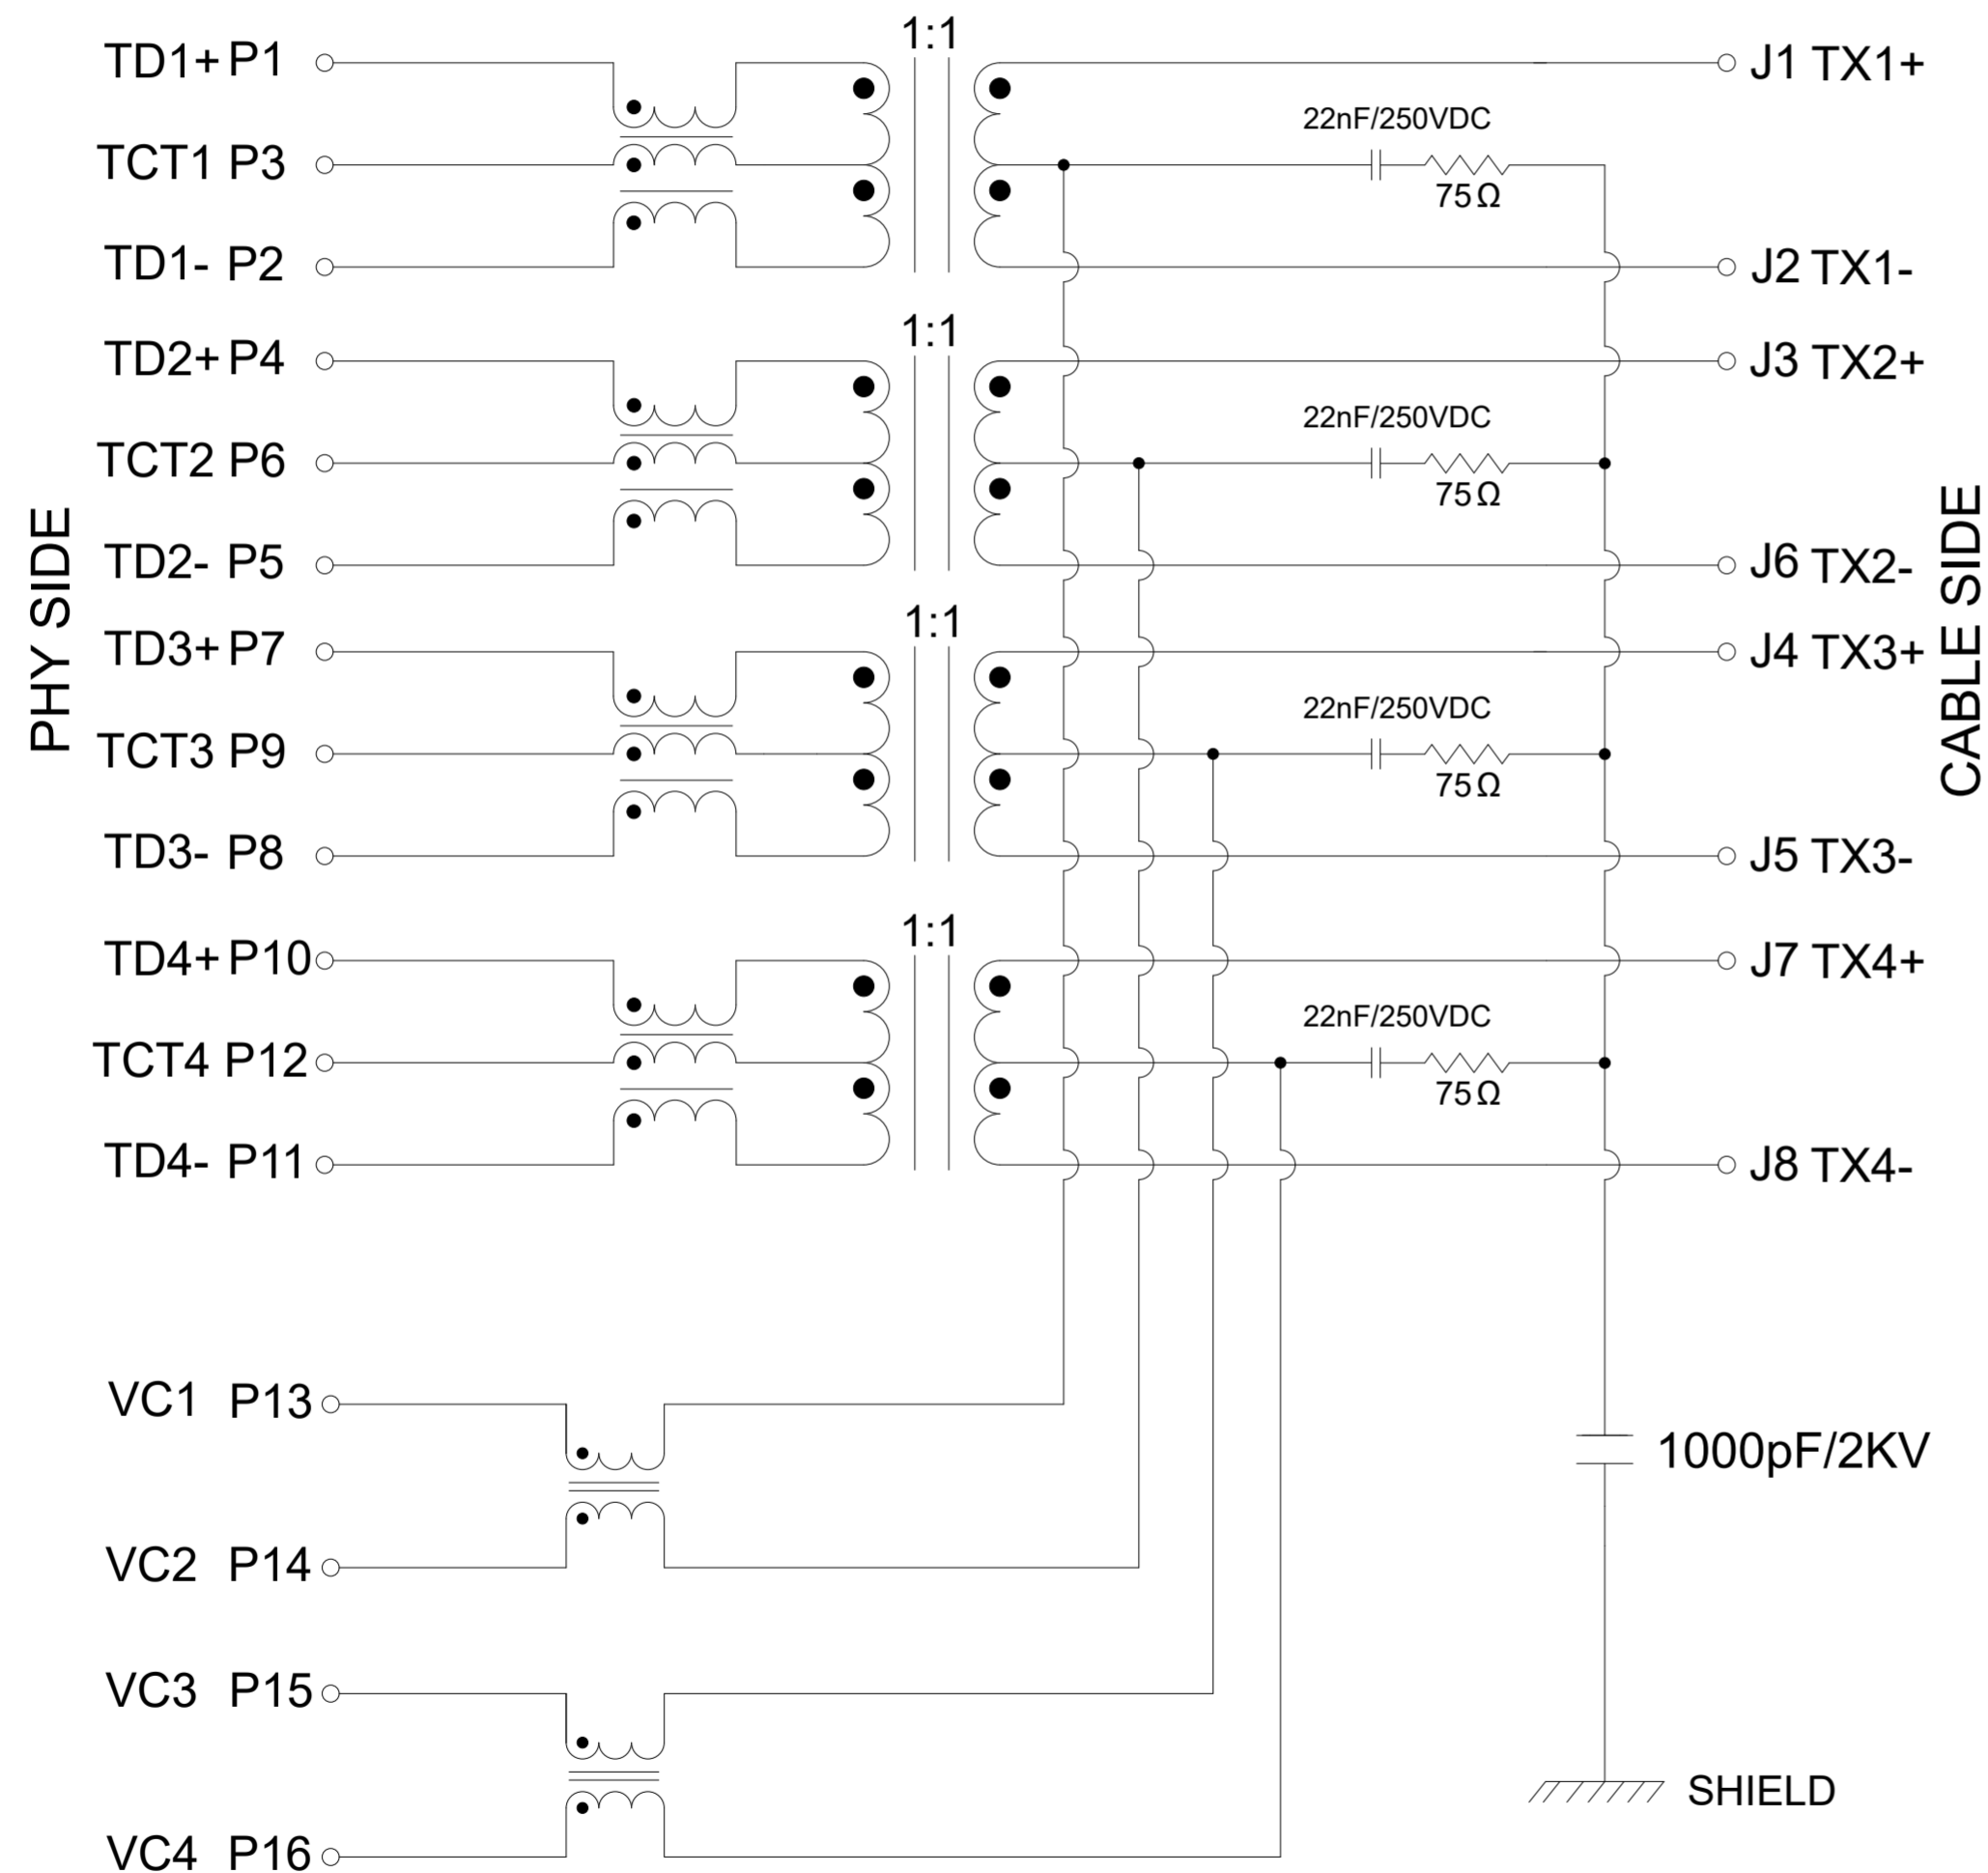 1:1
TD1+ P1 J1 TX1+
22nF/250VDC
TCT1 P3
75Ω
TD1- P2 J2 TX1-
1:1
TD2+ P4 J3 TX2+
22nF/250VDC
TCT2 P6
75Ω
PHY SIDE
CABLE SIDE
TD2- P5 J6 TX2-
1:1
TD3+ P7 J4 TX3+
22nF/250VDC
TCT3 P9
75Ω
TD3- P8 J5 TX3-
1:1
TD4+ P10 J7 TX4+
22nF/250VDC
TCT4 P12
75Ω
TD4- P11 J8 TX4-
VC1 P13
1000pF/2KV
VC2 P14
VC3 P15
SHIELD
VC4 P16